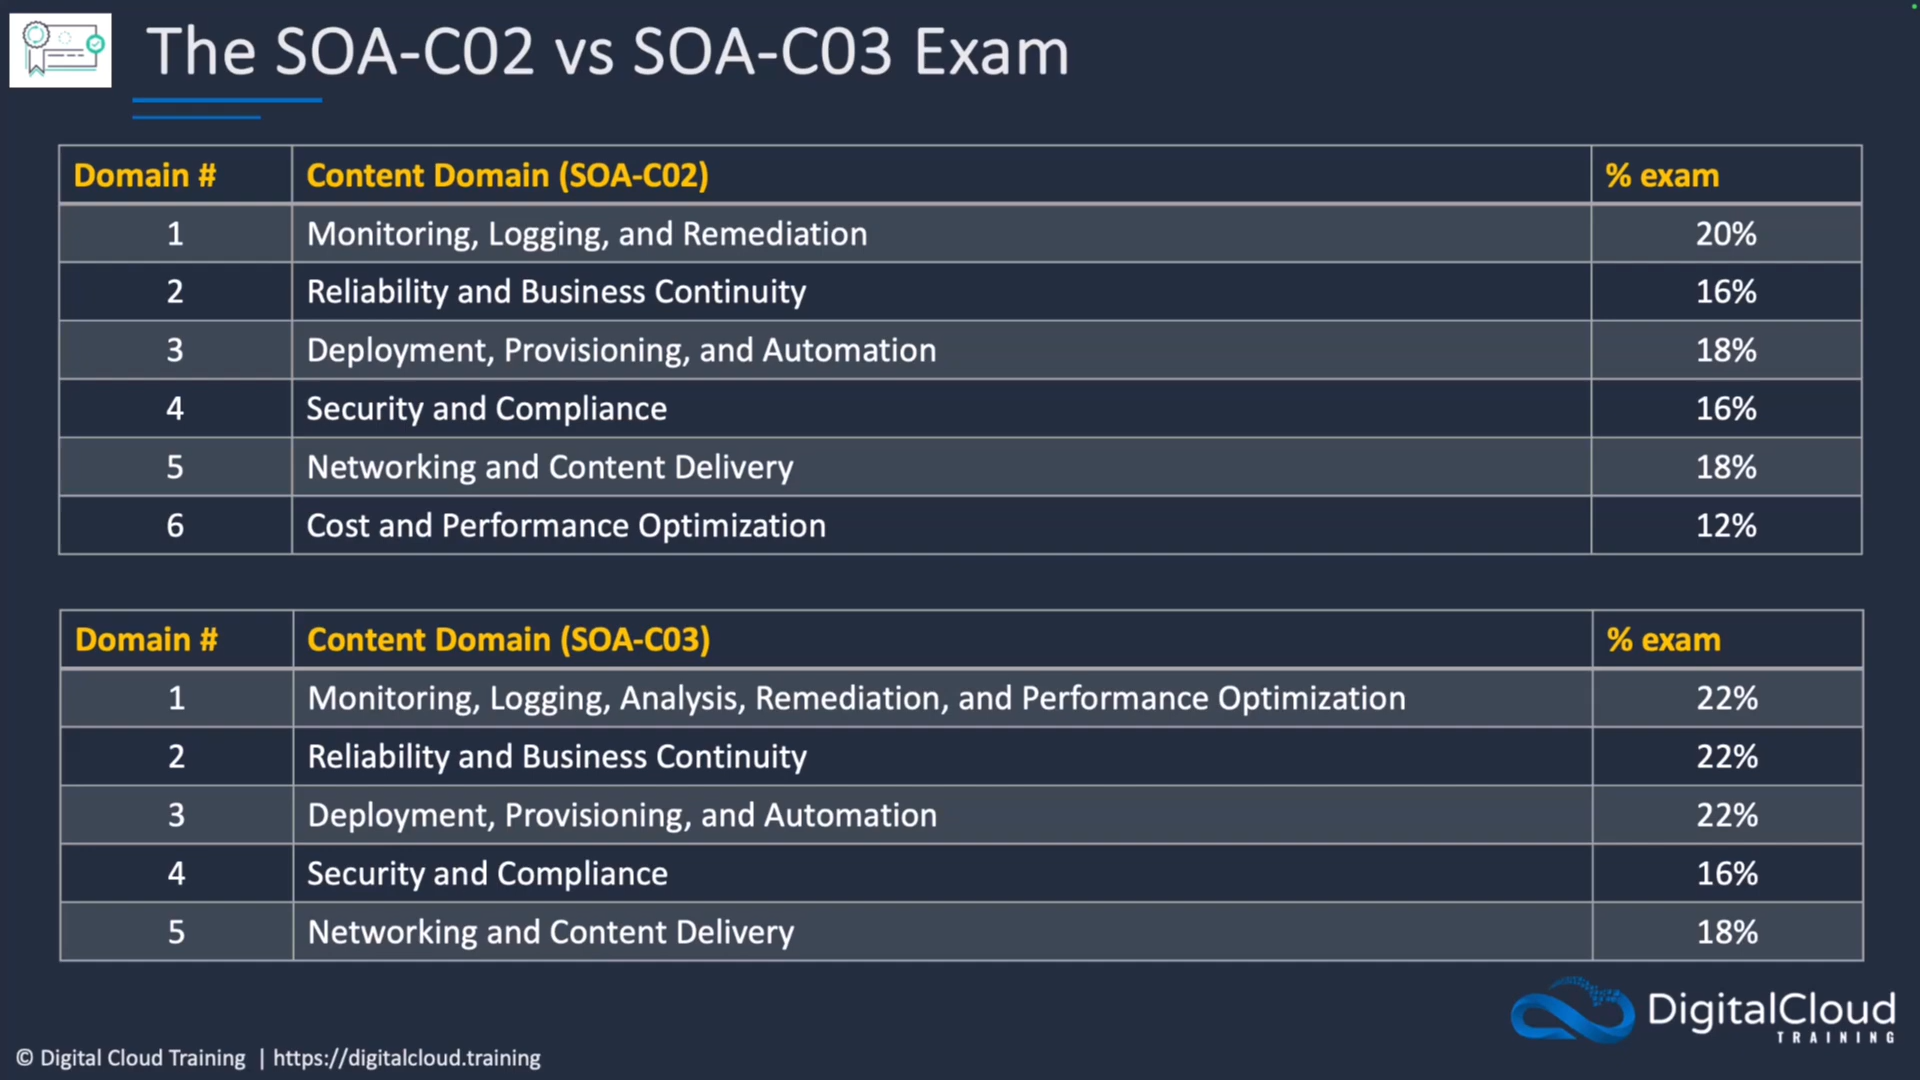 The SOA-C02 vs SOA-C03 Exam
Domain # Content Domain (SOA-C02) % exam
1 Monitoring, Logging, and Remediation 20%
2 Reliability and Business Continuity 16%
3 Deployment, Provisioning, and Automation 18%
4 Security and Compliance 16%
5 Networking and Content Delivery 18%
6 Cost and Performance Optimization 12%
Domain # Content Domain (SOA-C03) % exam
1 Monitoring, Logging, Analysis, Remediation, and Performance Optimization 22%
2 Reliability and Business Continuity 22%
3 Deployment, Provisioning, and Automation 22%
4 Security and Compliance 16%
5 Networking and Content Delivery 18%
DigitalCloud
TRAINING
© Digital Cloud Training | https://digitalcloud.training